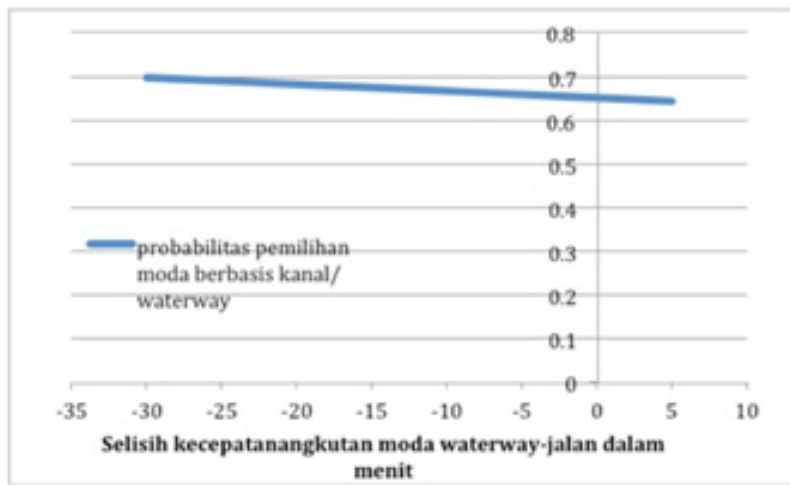 0.8
0.7
0.6
0.5
0.4
0.3
0.2
0.1
0
probabilitas pemilihan
moda berbasis kanal/
waterway
-35 -30 -25 -20 -15 -10 -5 0 5 10
Selisih kecepatanangkutan moda waterway-jalan dalam
menit